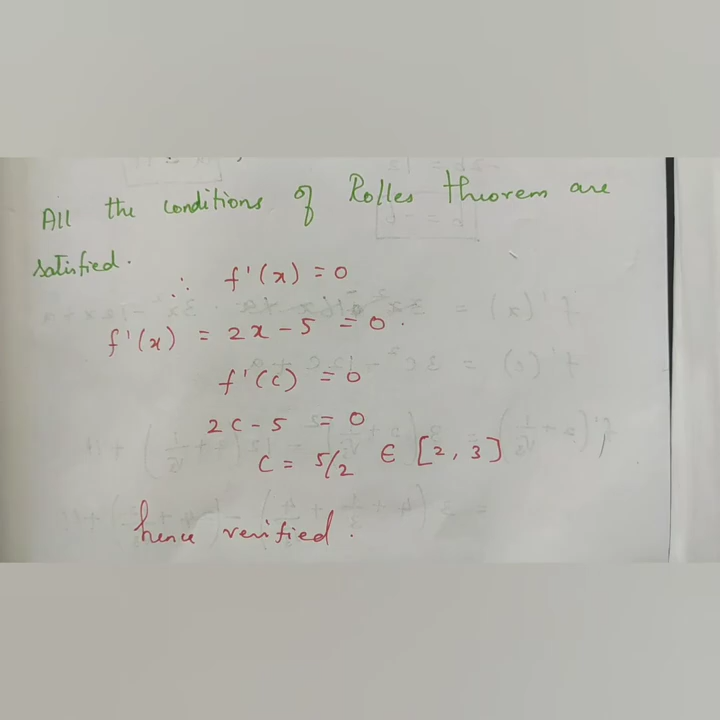 All the conditions of Rolles theorem are
satisfied.
∴ f'(x) = 0
f'(x) = 2x - 5 = 0.
f'(c) = 0
2c - 5 = 0
c = 5/2 ∈ [2, 3]
hence verified.